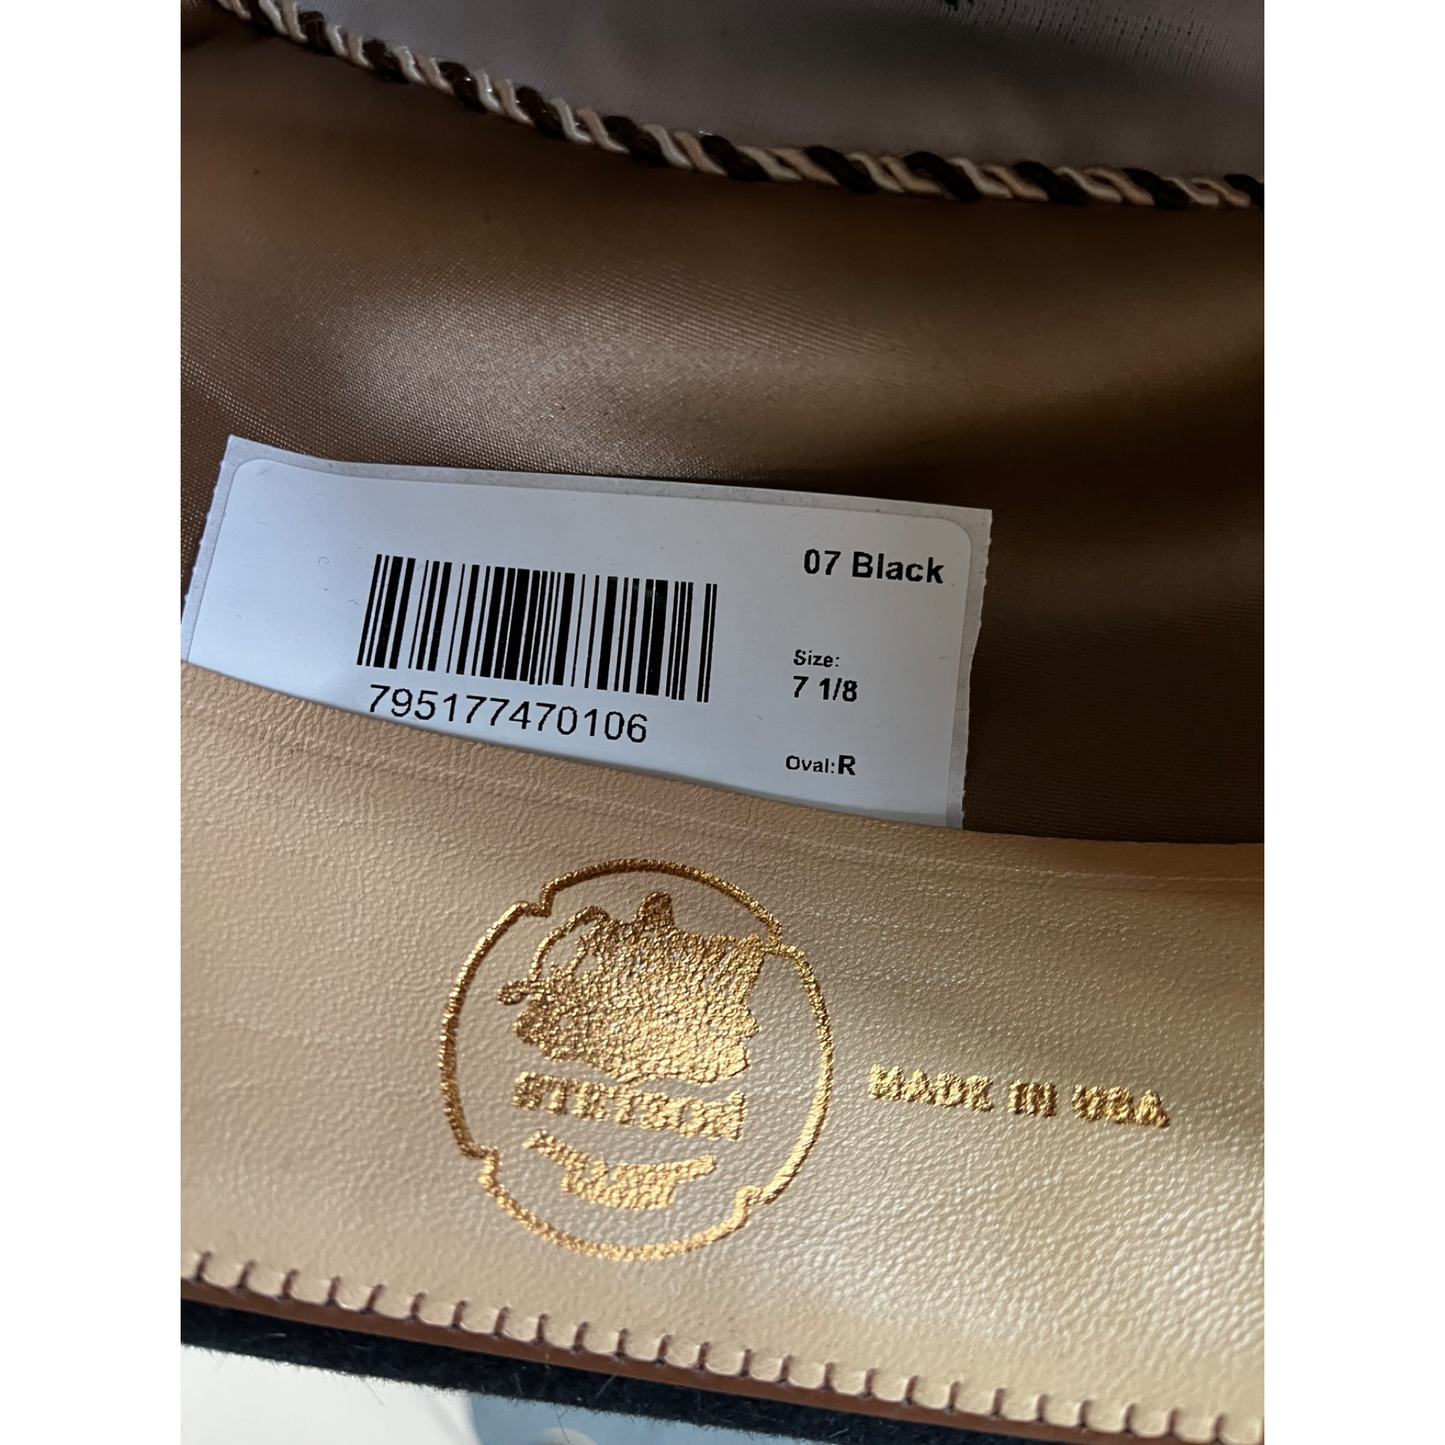 07 Black
Size:
7 1/8
795177470106
Oval:R
STETSON
MADE IN USA